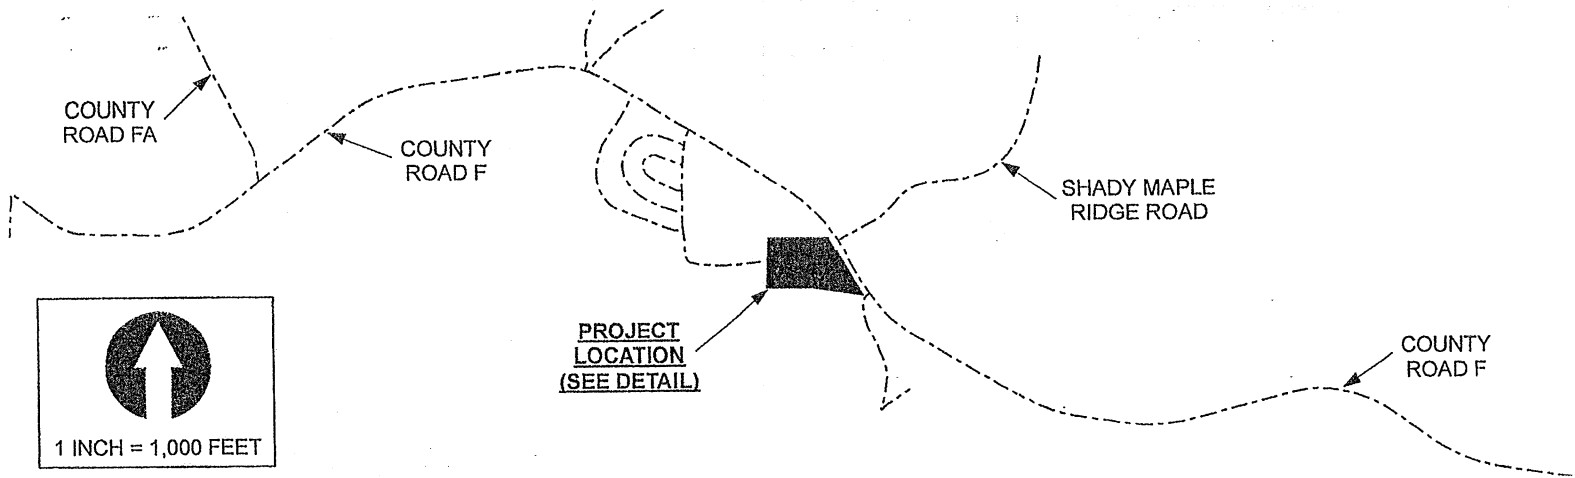 COUNTY
ROAD FA
COUNTY
ROAD F
SHADY MAPLE
RIDGE ROAD
PROJECT
LOCATION
(SEE DETAIL)
COUNTY
ROAD F
1 INCH = 1,000 FEET